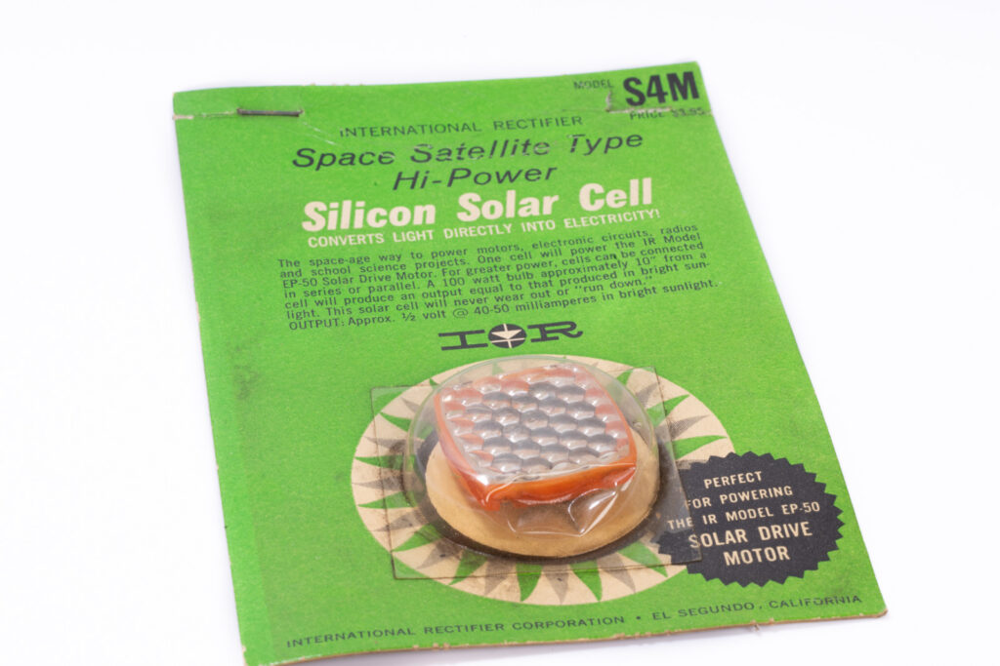 MODEL S4M
PRICE $3.95
INTERNATIONAL RECTIFIER
Space Satellite Type
Hi-Power
Silicon Solar Cell
CONVERTS LIGHT DIRECTLY INTO ELECTRICITY!
The space-age way to power motors, electronic circuits, radios
and school science projects. One cell will power the IR Model
EP-50 Solar Drive Motor. For greater power, cells can be connected
in series or parallel. A 100 watt bulb approximately 10" from a
cell will produce an output equal to that produced in bright sun-
light. This solar cell will never wear out or "run down."
OUTPUT: Approx. ½ volt @ 40-50 milliamperes in bright sunlight.
IOR
PERFECT
FOR POWERING
THE IR MODEL EP-50
SOLAR DRIVE
MOTOR
INTERNATIONAL RECTIFIER CORPORATION • EL SEGUNDO, CALIFORNIA